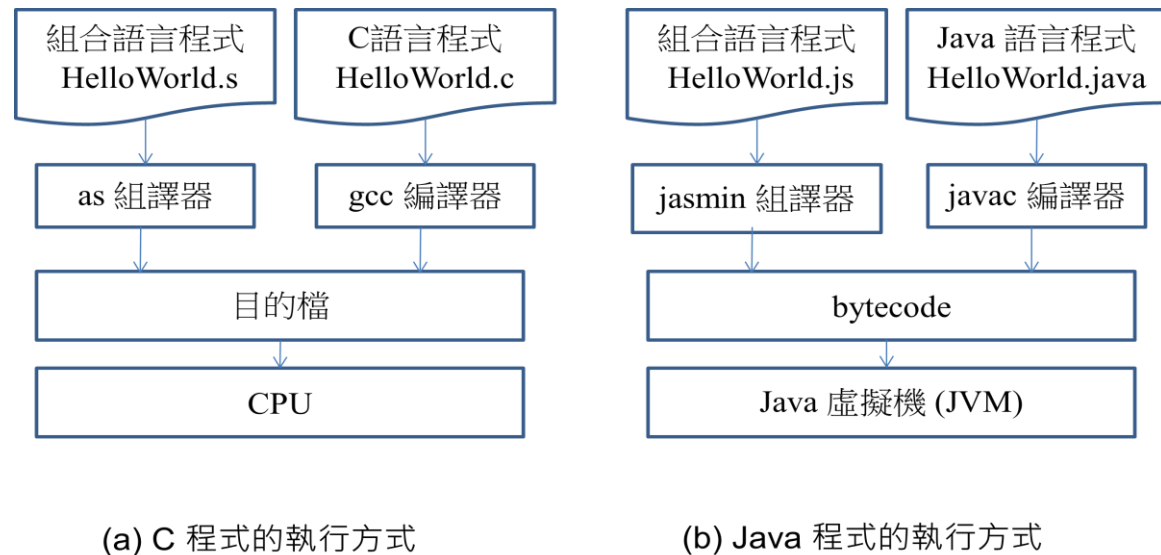 組合語言程式
HelloWorld.s
C語言程式
HelloWorld.c
as 組譯器
gcc 編譯器
目的檔
CPU
(a) C 程式的執行方式
組合語言程式
HelloWorld.js
Java 語言程式
HelloWorld.java
jasmin 組譯器
javac 編譯器
bytecode
Java 虛擬機 (JVM)
(b) Java 程式的執行方式